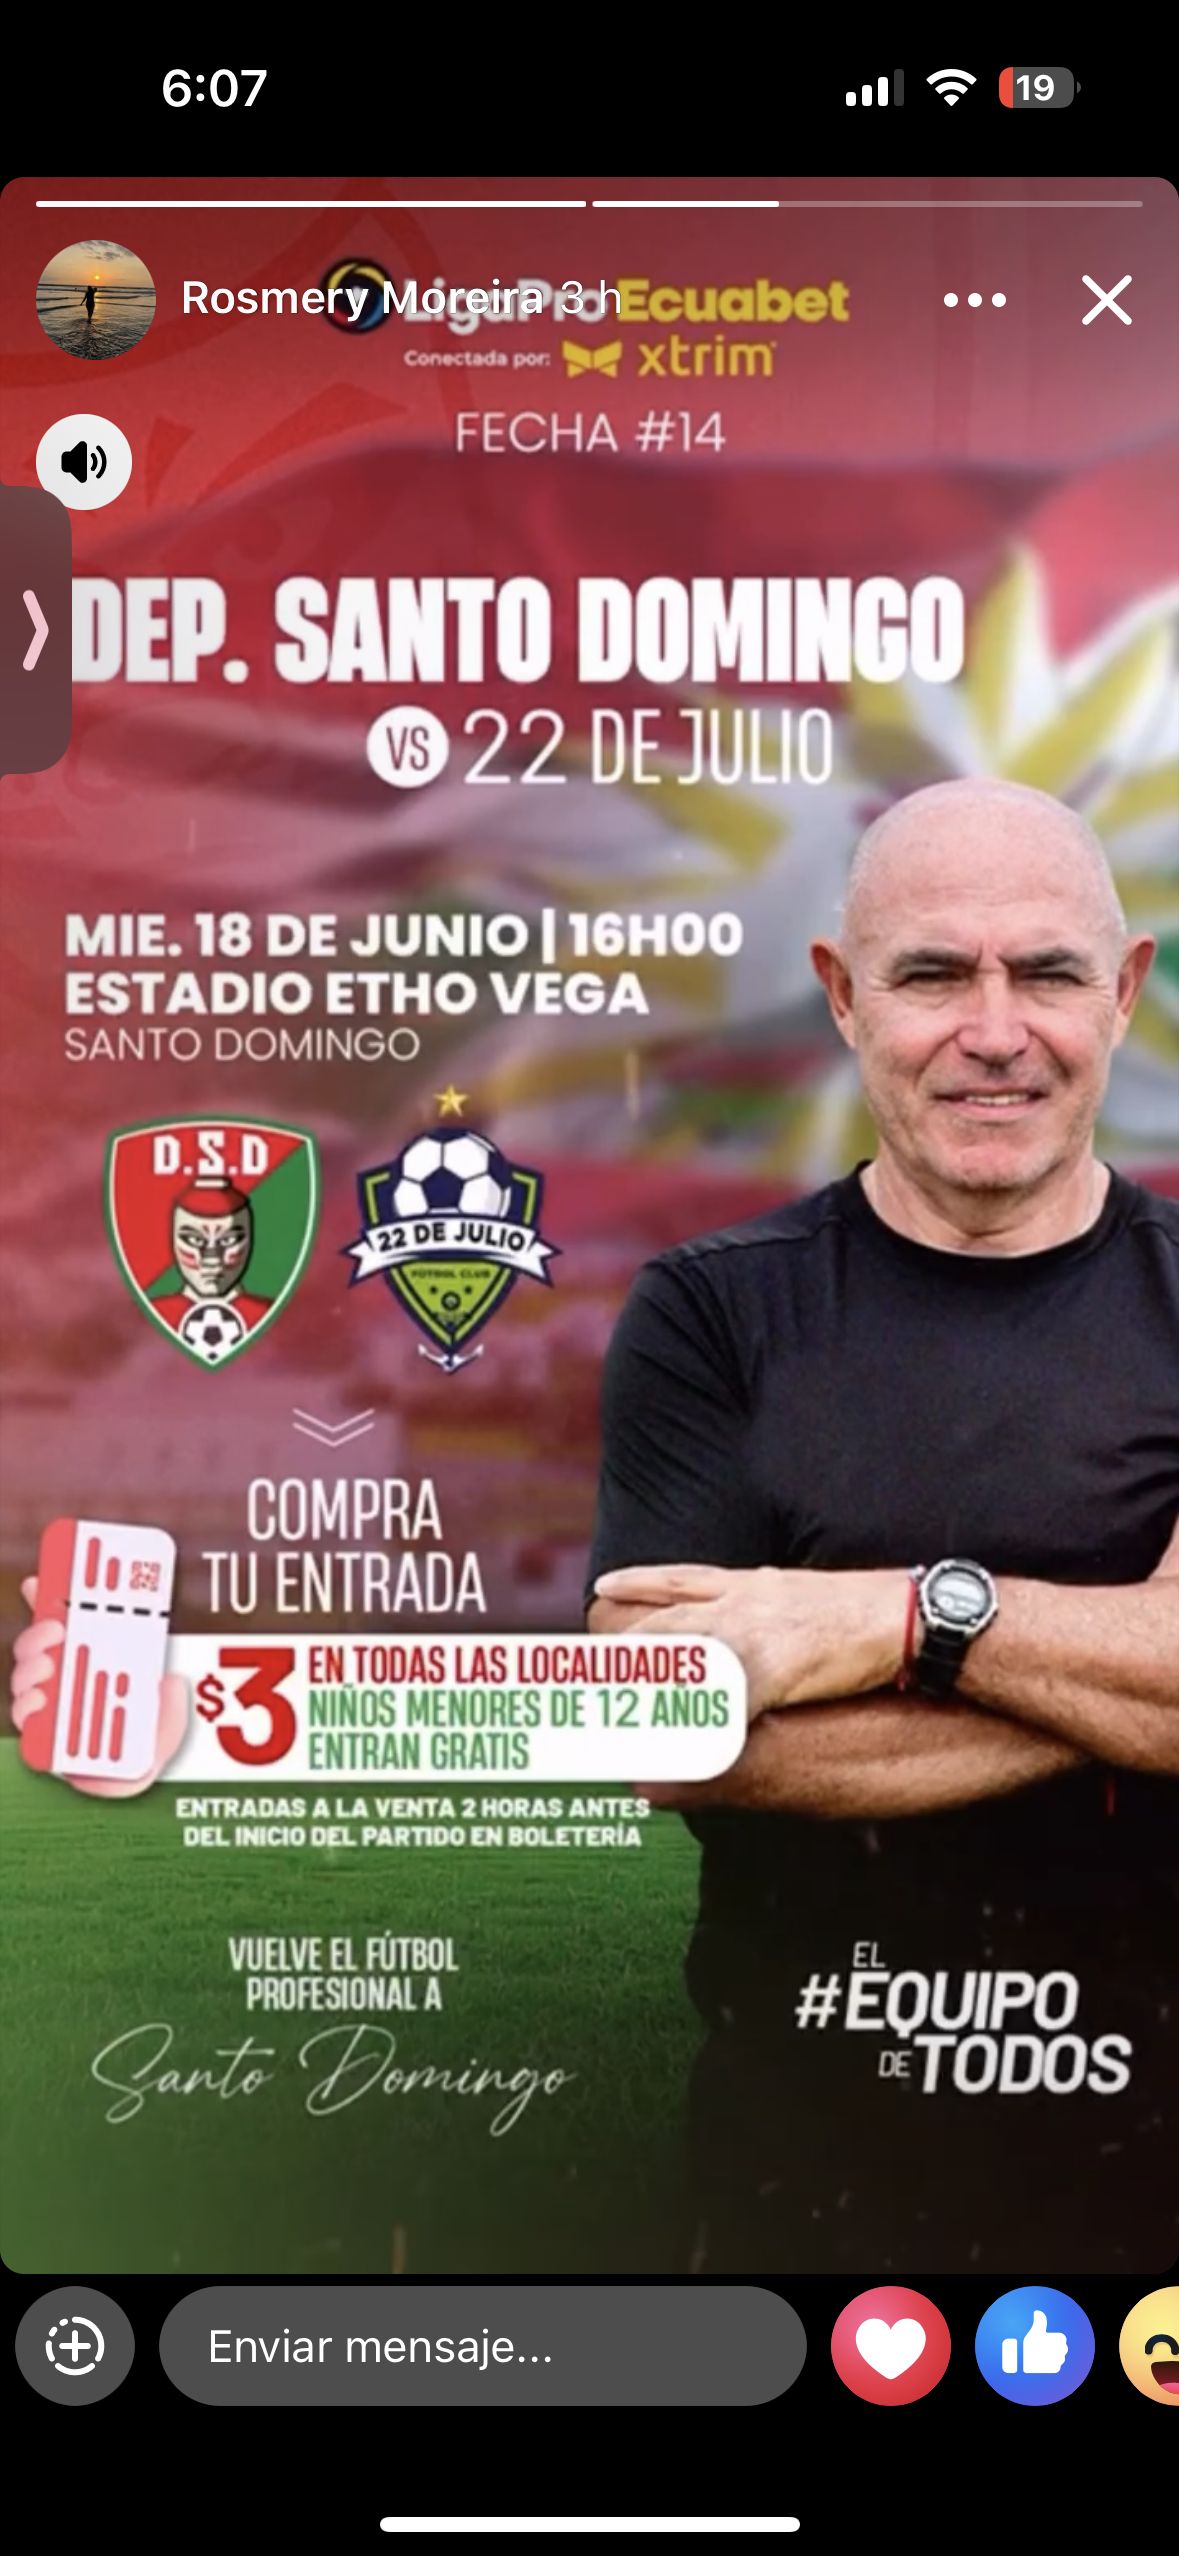 6:07
19
Rosmery Moreira 3 h
LigaPro Ecuabet
Conectada por: xtrim
FECHA #14
DEP. SANTO DOMINGO
VS 22 DE JULIO
MIE. 18 DE JUNIO | 16H00
ESTADIO ETHO VEGA
SANTO DOMINGO
D.S.D
22 DE JULIO
FÚTBOL CLUB
COMPRA
TU ENTRADA
$3 EN TODAS LAS LOCALIDADES
NIÑOS MENORES DE 12 AÑOS
ENTRAN GRATIS
ENTRADAS A LA VENTA 2 HORAS ANTES
DEL INICIO DEL PARTIDO EN BOLETERÍA
VUELVE EL FÚTBOL
PROFESIONAL A
Santo Domingo
EL
#EQUIPO
DE TODOS
Enviar mensaje...